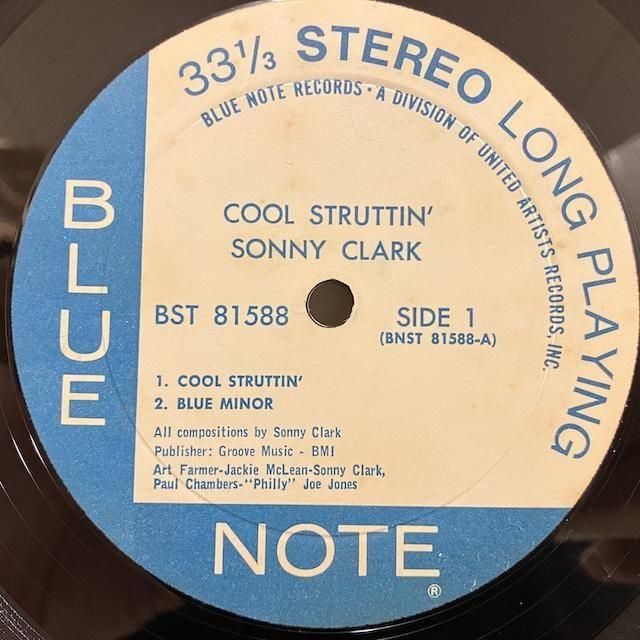 33⅓ STEREO LONG PLAYING
BLUE NOTE RECORDS • A DIVISION OF UNITED ARTISTS RECORDS, INC.
COOL STRUTTIN'
SONNY CLARK
BST 81588
SIDE 1
(BNST 81588-A)
1. COOL STRUTTIN'
2. BLUE MINOR
All compositions by Sonny Clark
Publisher: Groove Music - BMI
Art Farmer-Jackie McLean-Sonny Clark,
Paul Chambers-"Philly" Joe Jones
BLUE
NOTE ®